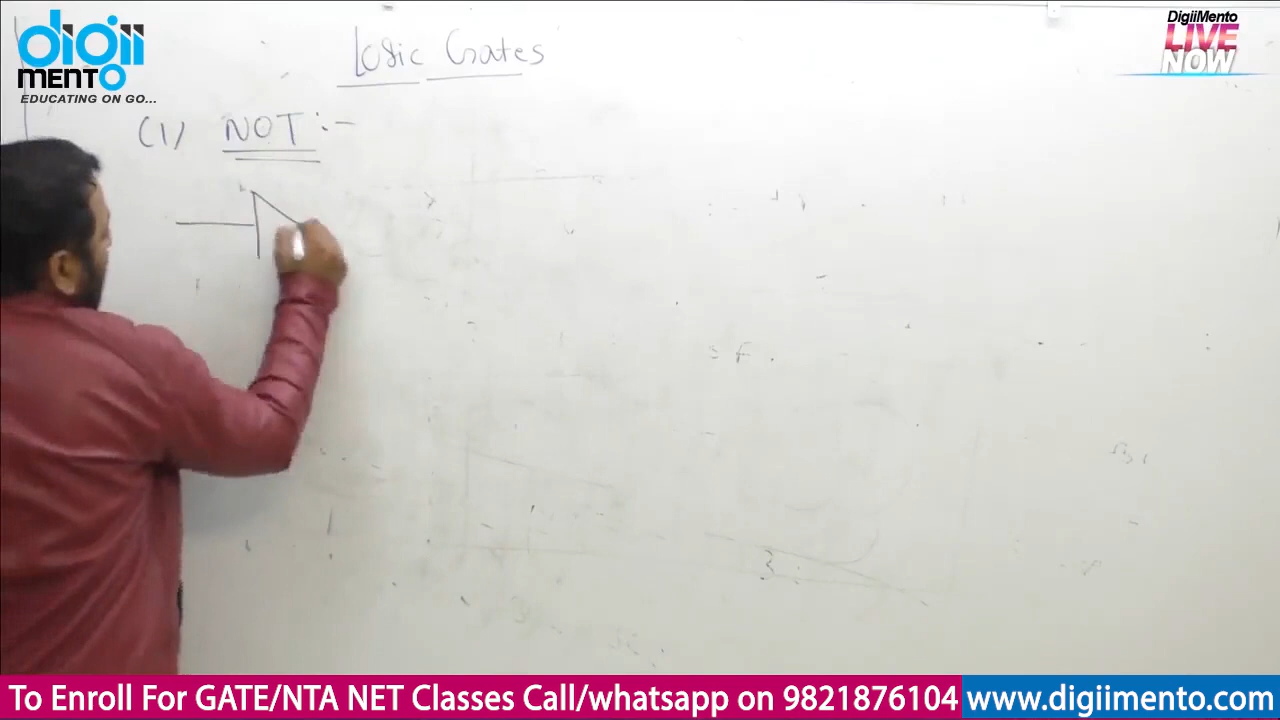 digii
MENTO
EDUCATING ON GO...
DigiiMento
LIVE
NOW
Logic Gates
(1) NOT :-
To Enroll For GATE/NTA NET Classes Call/whatsapp on 9821876104
www.digiimento.com